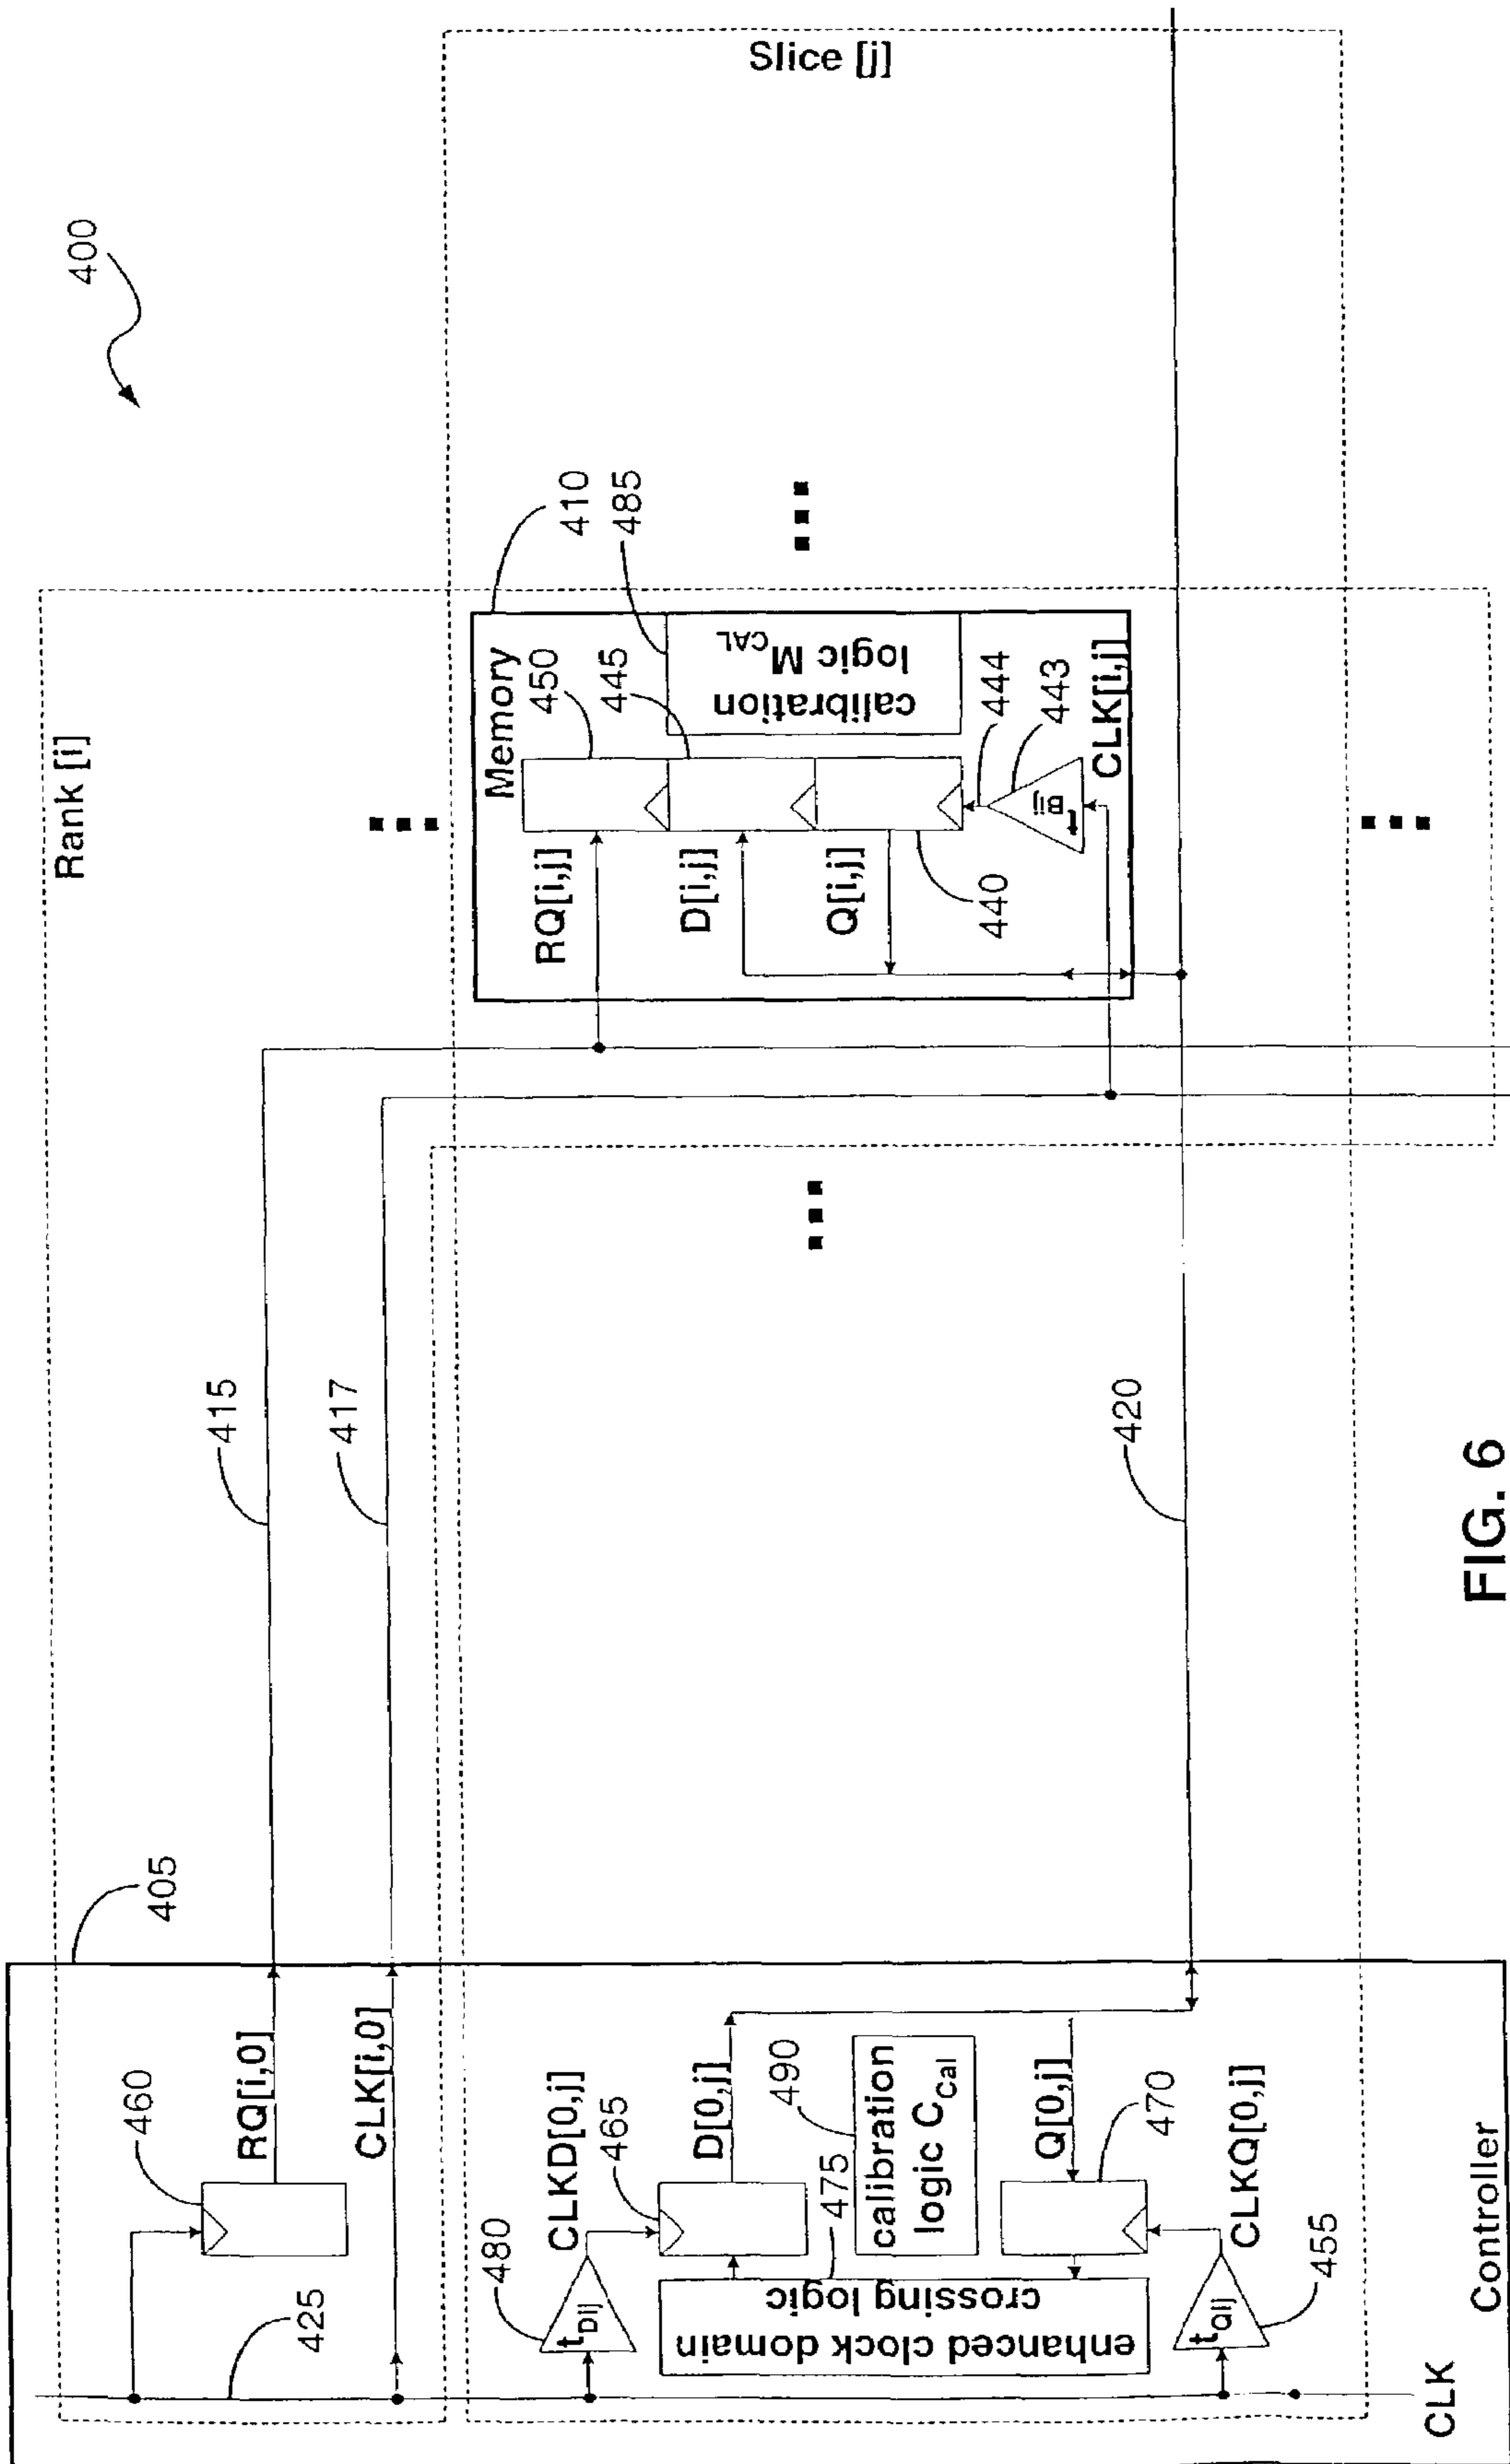 400
Rank [i]
Slice [j]
Memory
410
485
450
445
calibration
logic M_CAL
RQ[i,j]
D[i,j]
Q[i,j]
440
444
443
t_Bij
CLK[i,j]
415
417
420
405
460
RQ[i,0]
CLK[i,0]
425
480
t_Dij
CLKD[0,j]
465
D[0,j]
490
475
calibration
logic C_Cal
enhanced clock domain
crossing logic
Q[0,j]
470
CLKQ[0,j]
t_Qij
455
Controller
CLK
FIG. 6